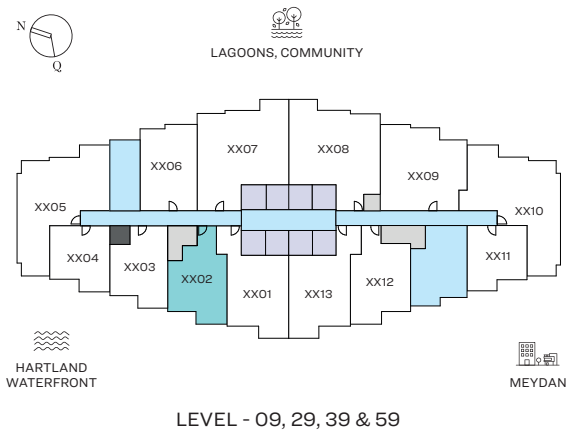 N
Q
LAGOONS, COMMUNITY
XX07
XX08
XX06
XX09
XX05
XX10
XX04
XX03
XX02
XX01
XX13
XX12
XX11
HARTLAND
WATERFRONT
MEYDAN
LEVEL - 09, 29, 39 & 59